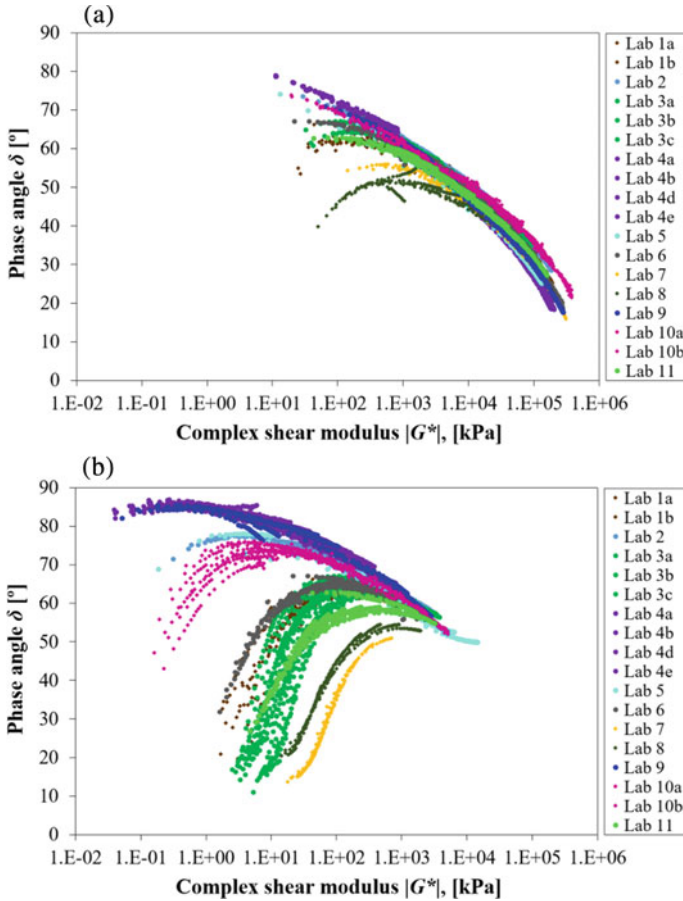 (a)
90
80
70
60
50
40
30
20
10
0
Phase angle δ [°]
1.E-02 1.E-01 1.E+00 1.E+01 1.E+02 1.E+03 1.E+04 1.E+05 1.E+06
Complex shear modulus |G*|, [kPa]
Lab 1a
Lab 1b
Lab 2
Lab 3a
Lab 3b
Lab 3c
Lab 4a
Lab 4b
Lab 4d
Lab 4e
Lab 5
Lab 6
Lab 7
Lab 8
Lab 9
Lab 10a
Lab 10b
Lab 11
(b)
90
80
70
60
50
40
30
20
10
0
Phase angle δ [°]
1.E-02 1.E-01 1.E+00 1.E+01 1.E+02 1.E+03 1.E+04 1.E+05 1.E+06
Complex shear modulus |G*|, [kPa]
Lab 1a
Lab 1b
Lab 2
Lab 3a
Lab 3b
Lab 3c
Lab 4a
Lab 4b
Lab 4d
Lab 4e
Lab 5
Lab 6
Lab 7
Lab 8
Lab 9
Lab 10a
Lab 10b
Lab 11